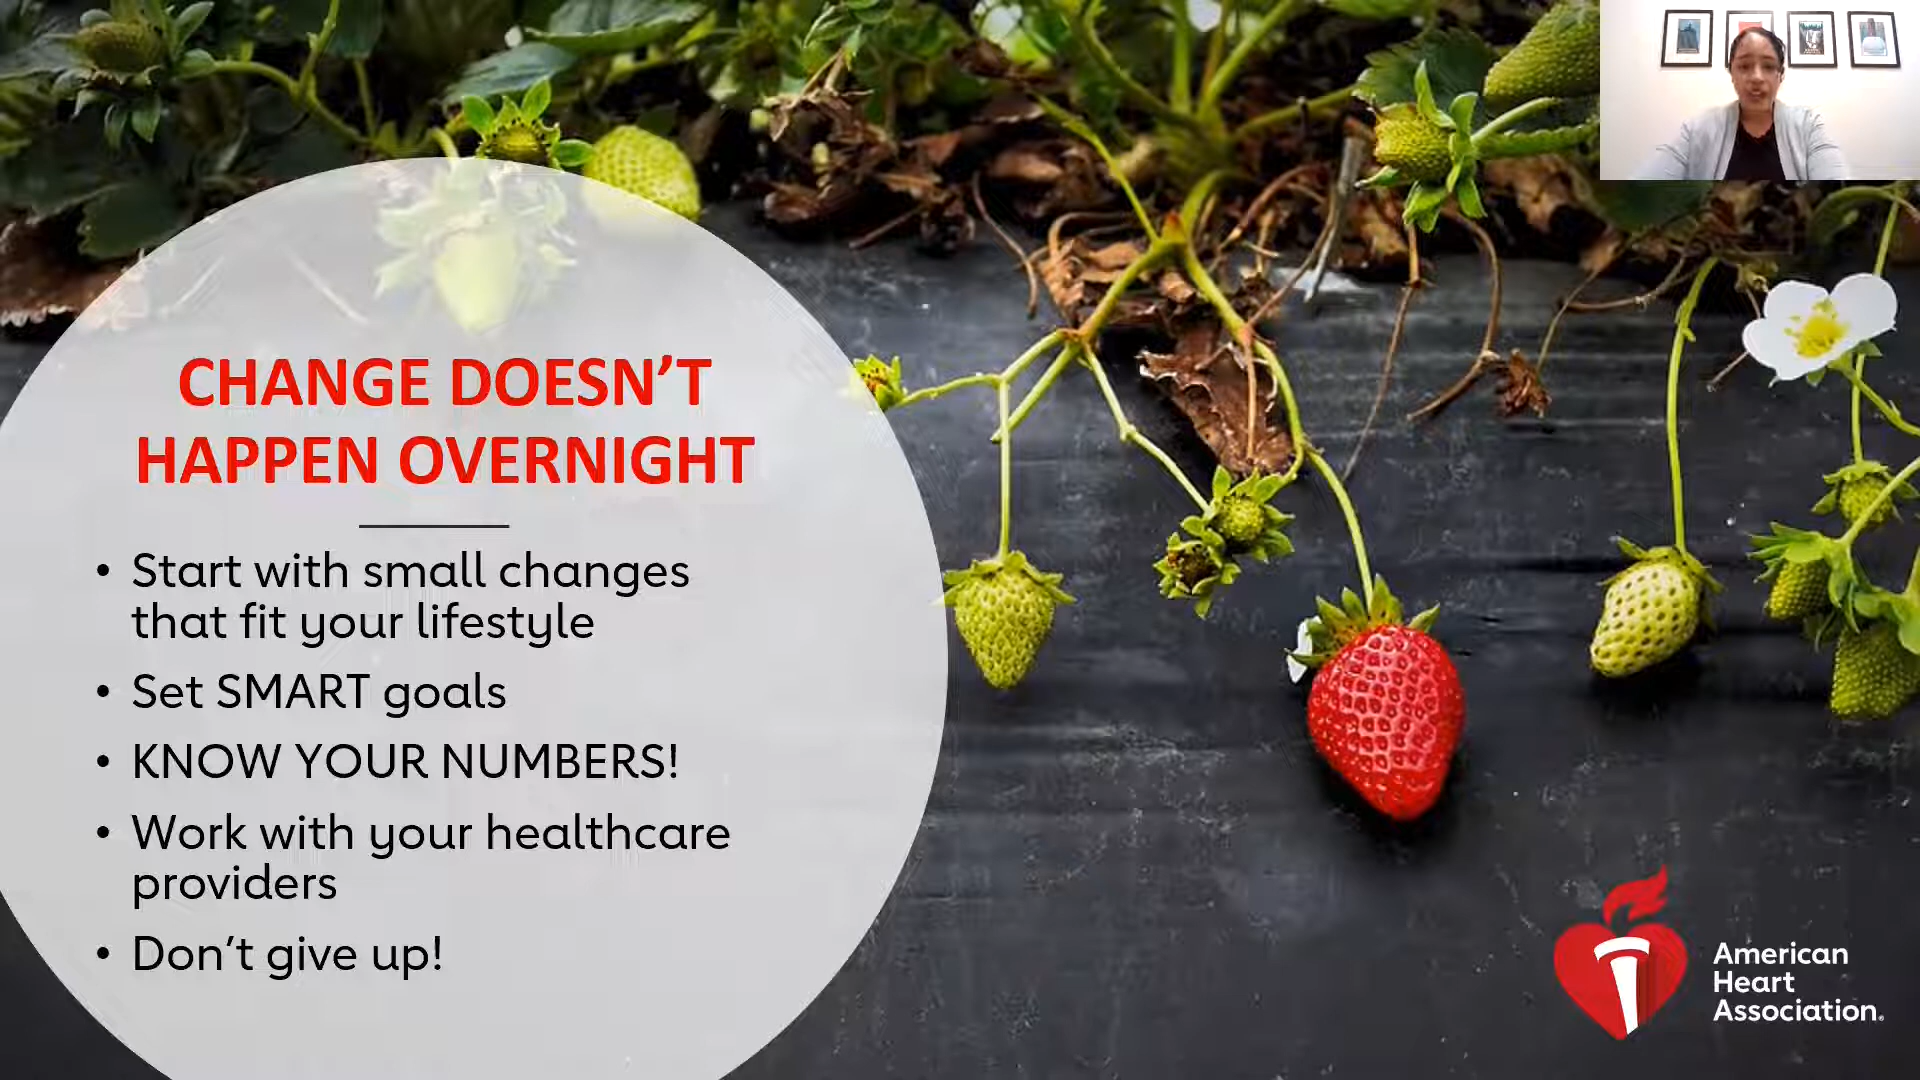 CHANGE DOESN’T
HAPPEN OVERNIGHT
• Start with small changes
that fit your lifestyle
• Set SMART goals
• KNOW YOUR NUMBERS!
• Work with your healthcare
providers
• Don’t give up!
American
Heart
Association®